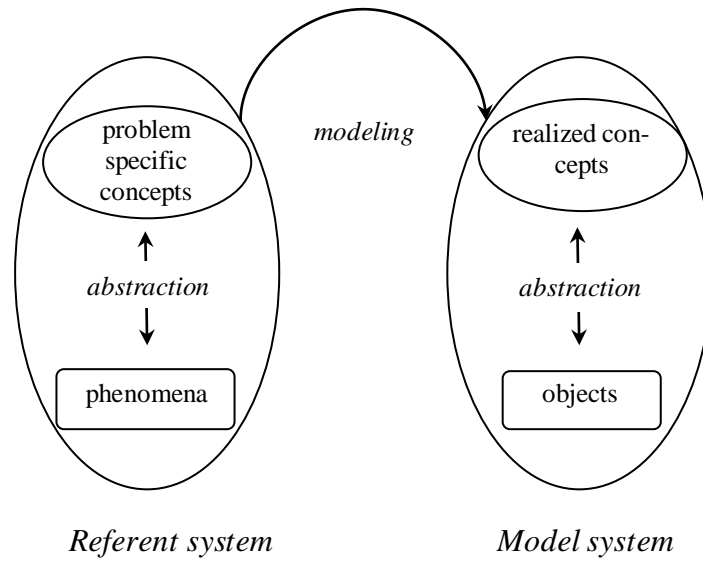 problem
specific
concepts
modeling
realized con-
cepts
abstraction
abstraction
phenomena
objects
Referent system
Model system